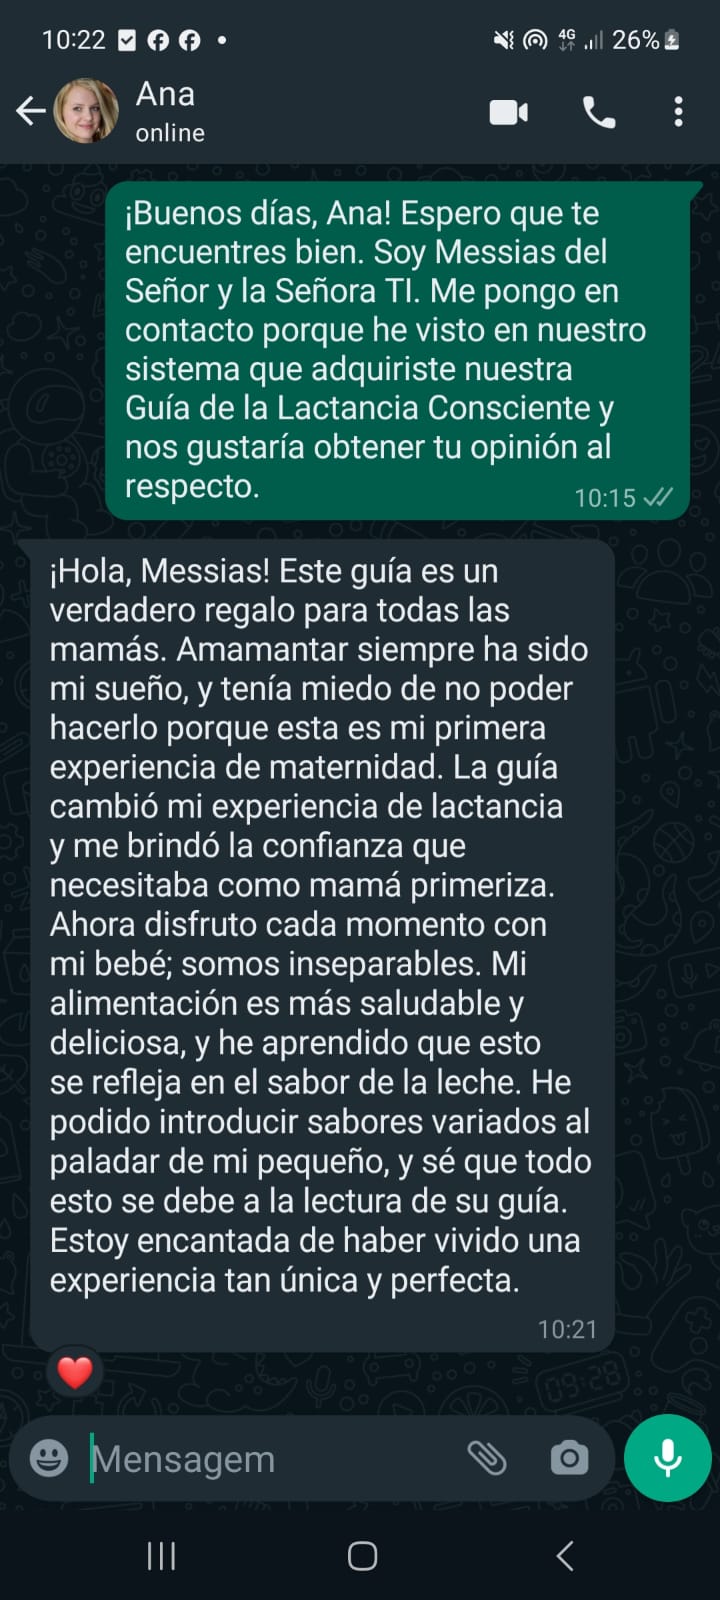 10:22
4G 26%
Ana
online
¡Buenos días, Ana! Espero que te
encuentres bien. Soy Messias del
Señor y la Señora TI. Me pongo en
contacto porque he visto en nuestro
sistema que adquiriste nuestra
Guía de la Lactancia Consciente y
nos gustaría obtener tu opinión al
respecto.
10:15
¡Hola, Messias! Este guía es un
verdadero regalo para todas las
mamás. Amamantar siempre ha sido
mi sueño, y tenía miedo de no poder
hacerlo porque esta es mi primera
experiencia de maternidad. La guía
cambió mi experiencia de lactancia
y me brindó la confianza que
necesitaba como mamá primeriza.
Ahora disfruto cada momento con
mi bebé; somos inseparables. Mi
alimentación es más saludable y
deliciosa, y he aprendido que esto
se refleja en el sabor de la leche. He
podido introducir sabores variados al
paladar de mi pequeño, y sé que todo
esto se debe a la lectura de su guía.
Estoy encantada de haber vivido una
experiencia tan única y perfecta.
10:21
09:28
Mensagem